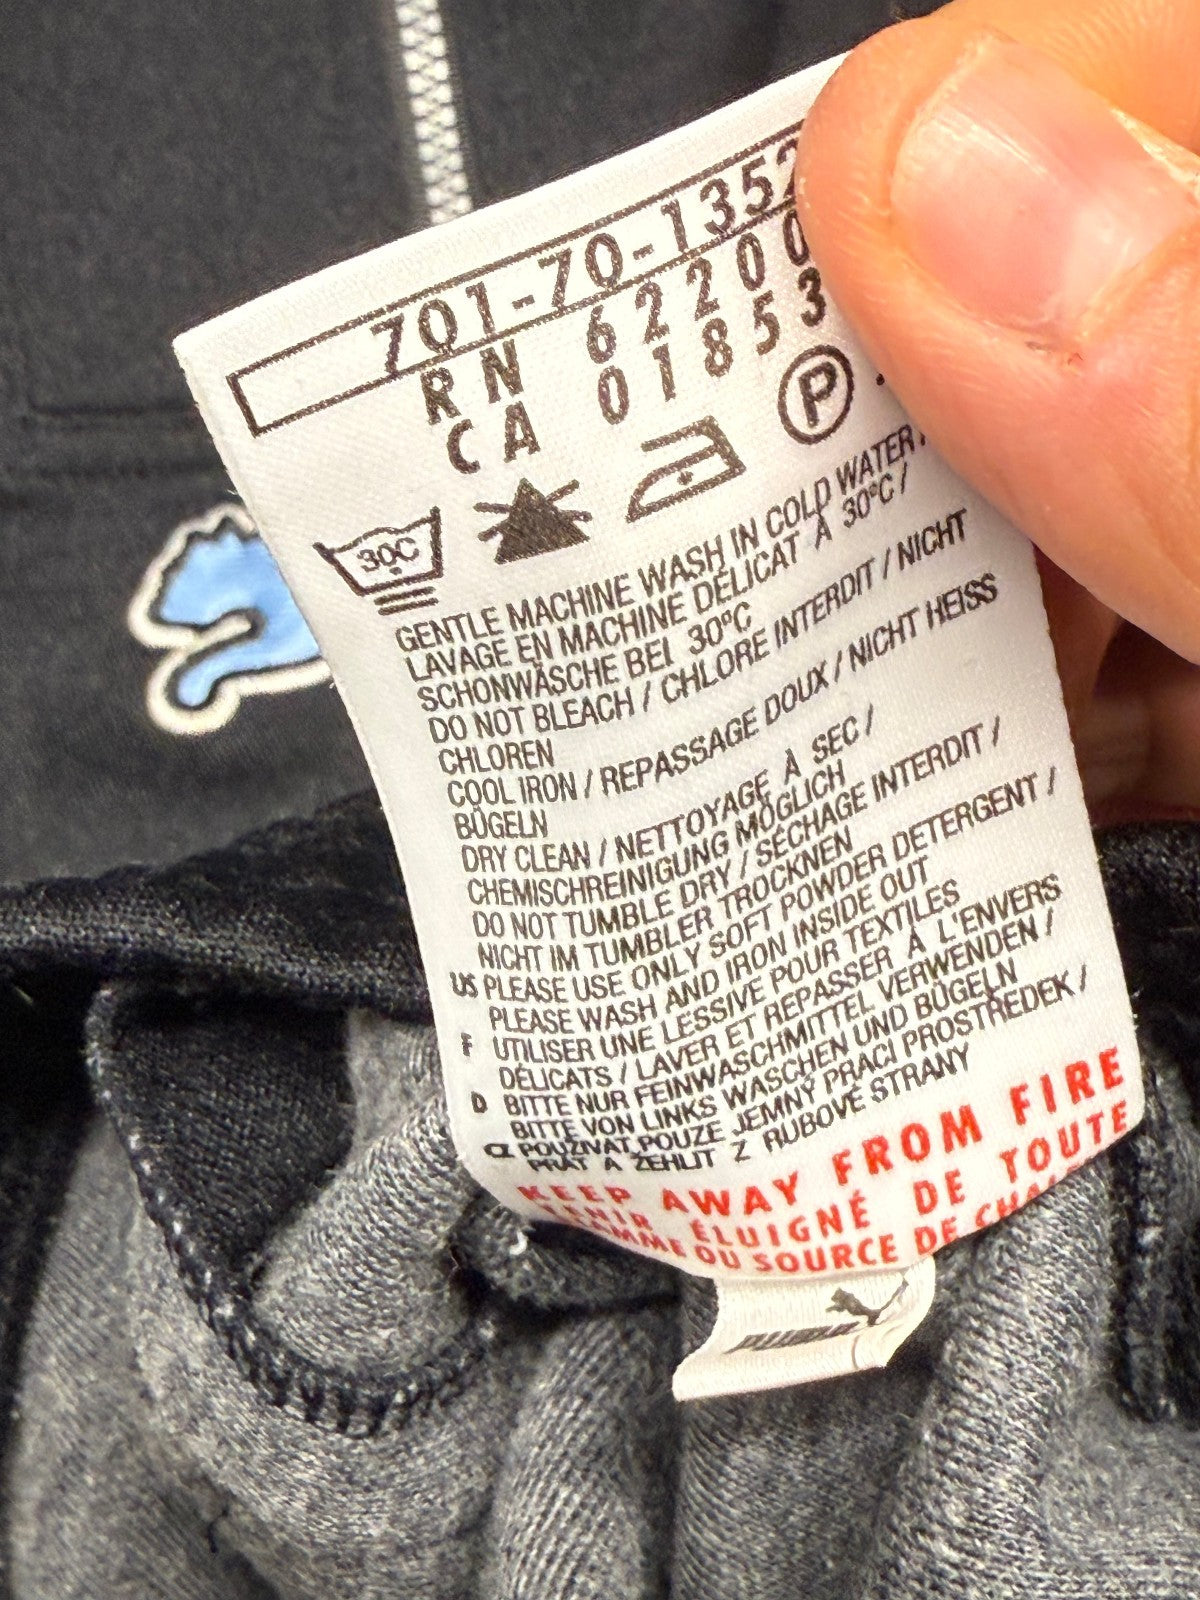 701-70-1352
RN 62200
CA 01853
P
30C
GENTLE MACHINE WASH IN COLD WATER /
LAVAGE EN MACHINE DÉLICAT À 30°C /
SCHONWÄSCHE BEI 30°C
DO NOT BLEACH / CHLORE INTERDIT / NICHT
CHLOREN
COOL IRON / REPASSAGE DOUX / NICHT HEISS
BÜGELN
DRY CLEAN / NETTOYAGE À SEC /
CHEMISCHREINIGUNG MÖGLICH
DO NOT TUMBLE DRY / SÉCHAGE INTERDIT /
NICHT IM TUMBLER TROCKNEN
US PLEASE USE ONLY SOFT POWDER DETERGENT /
PLEASE WASH AND IRON INSIDE OUT
F UTILISER UNE LESSIVE POUR TEXTILES
DÉLICATS / LAVER ET REPASSER À L'ENVERS
D BITTE NUR FEINWASCHMITTEL VERWENDEN /
BITTE VON LINKS WASCHEN UND BÜGELN
CZ POUŽÍVAT POUZE JEMNÝ PRACI PROSTŘEDEK /
PRÁT A ŽEHLIT Z RUBOVÉ STRANY
KEEP AWAY FROM FIRE
TENIR ÉLUIGNÉ DE TOUTE
FLAMME OU SOURCE DE
PUMA